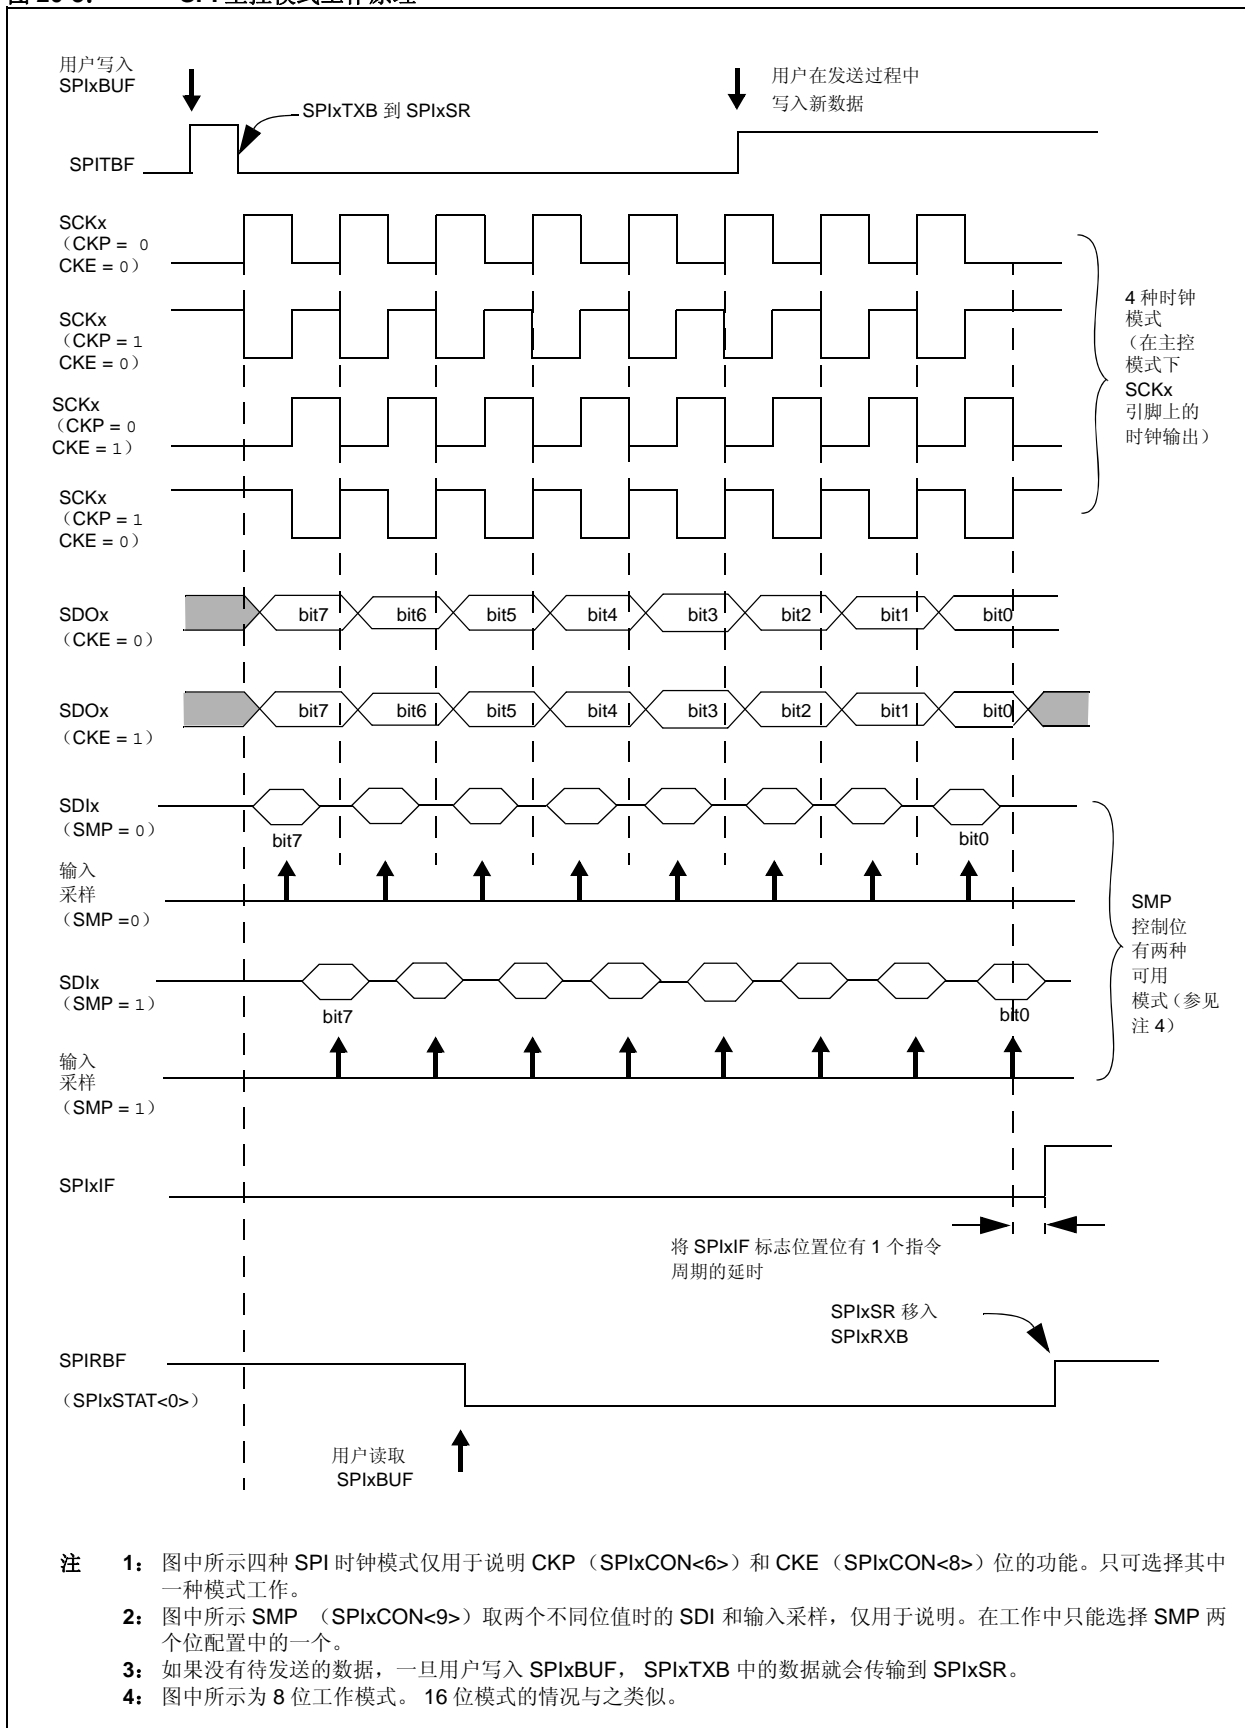 用户写入
SPIxBUF
用户在发送过程中
写入新数据
SPIxTXB 到 SPIxSR
SPITBF
SCKx
（CKP = 0
CKE = 0）
SCKx
（CKP = 1
CKE = 0）
SCKx
（CKP = 0
CKE = 1）
SCKx
（CKP = 1
CKE = 0）
4 种时钟
模式
（在主控
模式下
SCKx
引脚上的
时钟输出）
SDOx
（CKE = 0）
bit7 bit6 bit5 bit4 bit3 bit2 bit1 bit0
SDOx
（CKE = 1）
bit7 bit6 bit5 bit4 bit3 bit2 bit1 bit0
SDIx
（SMP = 0）
bit7 bit0
输入
采样
（SMP =0）
SDIx
（SMP = 1）
bit7 bit0
输入
采样
（SMP = 1）
SMP
控制位
有两种
可用
模式（参见
注 4）
SPIxIF
将 SPIxIF 标志位置位有 1 个指令
周期的延时
SPIxSR 移入
SPIxRXB
SPIRBF
（SPIxSTAT<0>）
用户读取
SPIxBUF
注 1： 图中所示四种 SPI 时钟模式仅用于说明 CKP（SPIxCON<6>）和 CKE（SPIxCON<8>）位的功能。只可选择其中
一种模式工作。
2： 图中所示 SMP （SPIxCON<9>）取两个不同位值时的 SDI 和输入采样，仅用于说明。在工作中只能选择 SMP 两
个位配置中的一个。
3： 如果没有待发送的数据，一旦用户写入 SPIxBUF， SPIxTXB 中的数据就会传输到 SPIxSR。
4： 图中所示为 8 位工作模式。 16 位模式的情况与之类似。